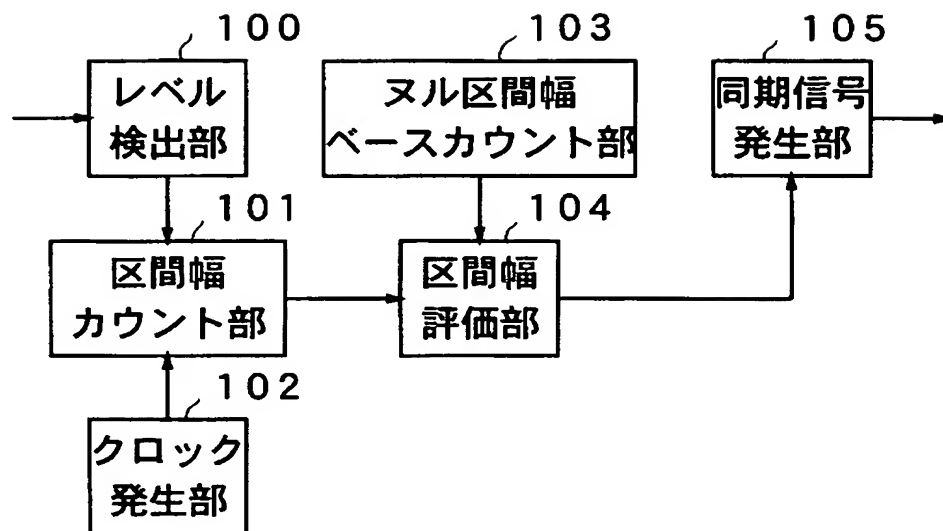 100
レベル
検出部
103
ヌル区間幅
ベースカウント部
105
同期信号
発生部
101
区間幅
カウント部
104
区間幅
評価部
102
クロック
発生部